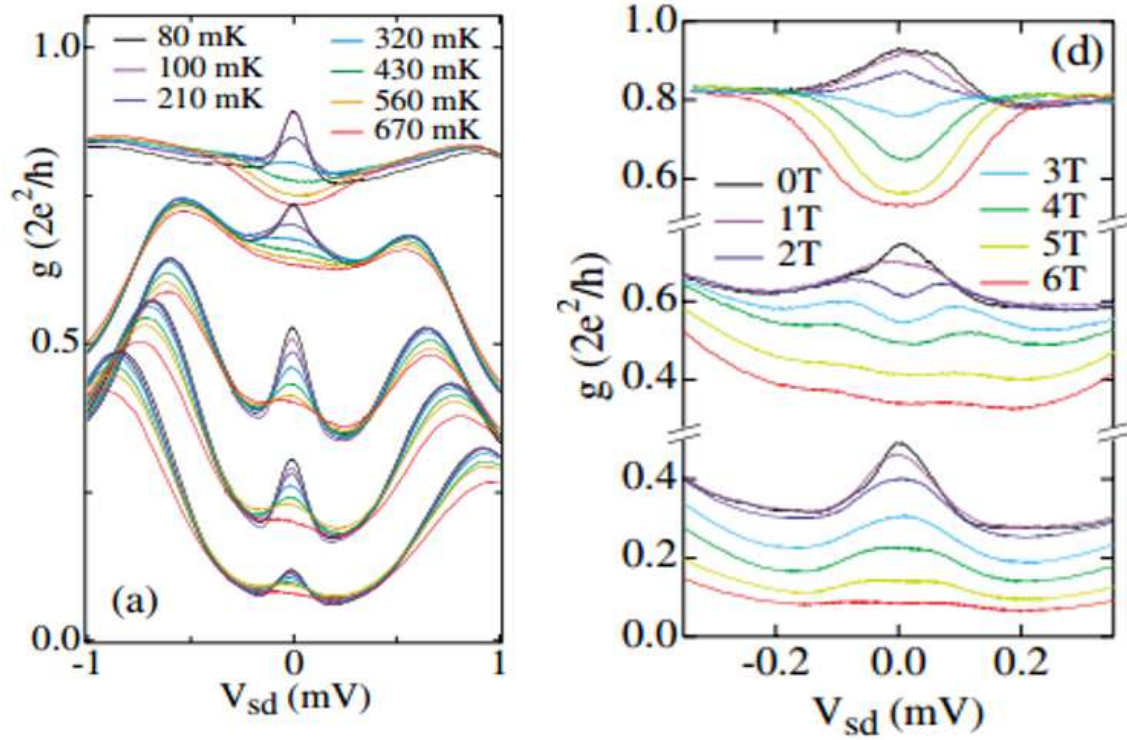 80 mK
100 mK
210 mK
320 mK
430 mK
560 mK
670 mK
1.0
0.5
0.0
g (2e²/h)
(a)
-1
0
1
V_sd (mV)
(d)
0T
1T
2T
3T
4T
5T
6T
0.8
0.6
0.6
0.4
0.4
0.2
0.0
g (2e²/h)
-0.2
0.0
0.2
V_sd (mV)